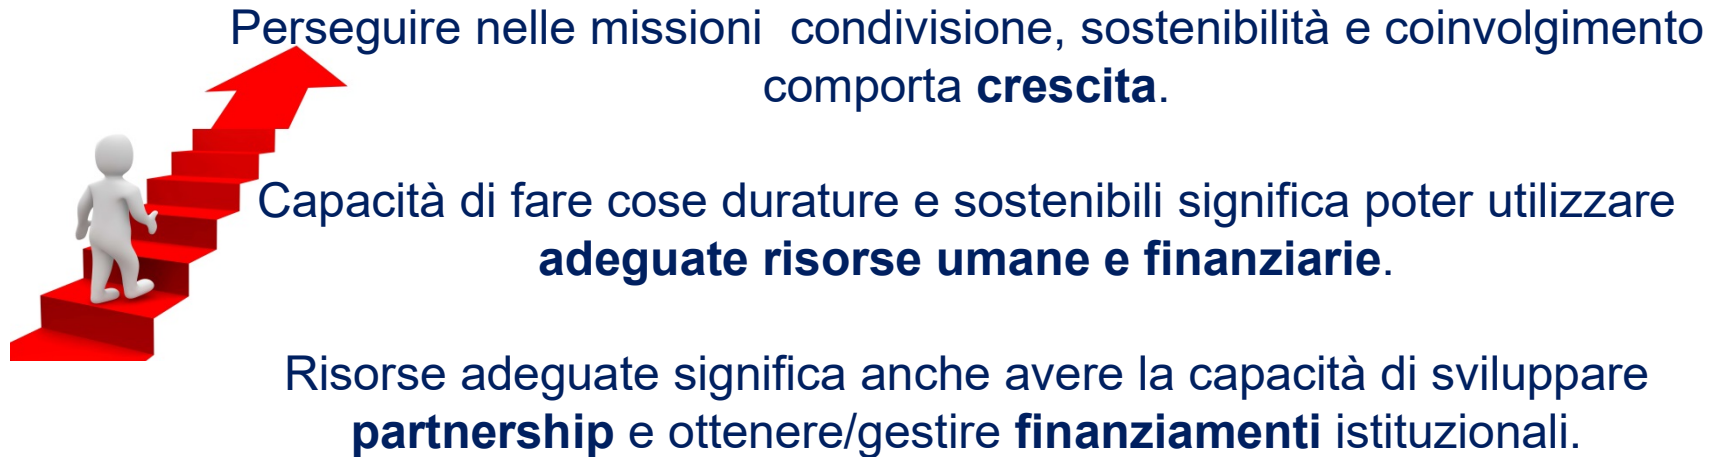 Perseguire nelle missioni  condivisione, sostenibilità e coinvolgimento
comporta crescita.
Capacità di fare cose durature e sostenibili significa poter utilizzare
adeguate risorse umane e finanziarie.
Risorse adeguate significa anche avere la capacità di sviluppare
partnership e ottenere/gestire finanziamenti istituzionali.